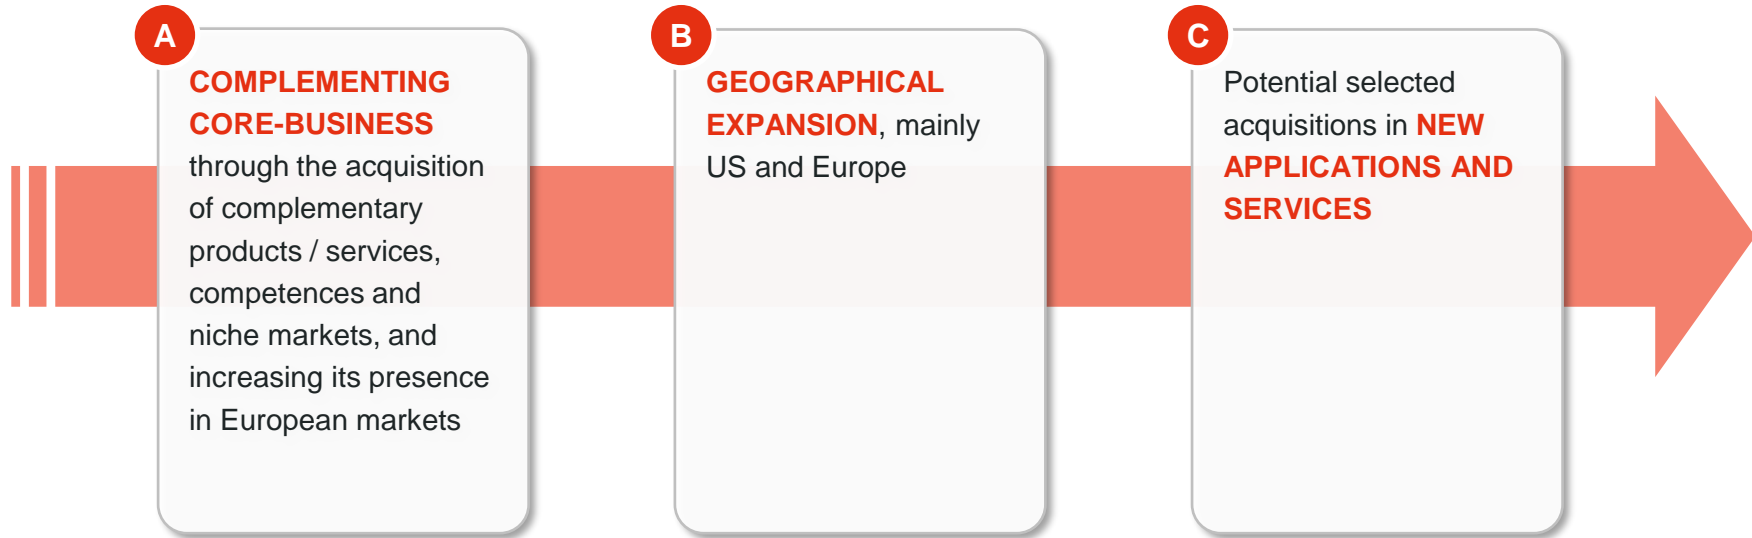 A
COMPLEMENTING
CORE-BUSINESS
through the acquisition
of complementary
products / services,
competences and
niche markets, and
increasing its presence
in European markets
B
GEOGRAPHICAL
EXPANSION, mainly
US and Europe
C
Potential selected
acquisitions in NEW
APPLICATIONS AND
SERVICES